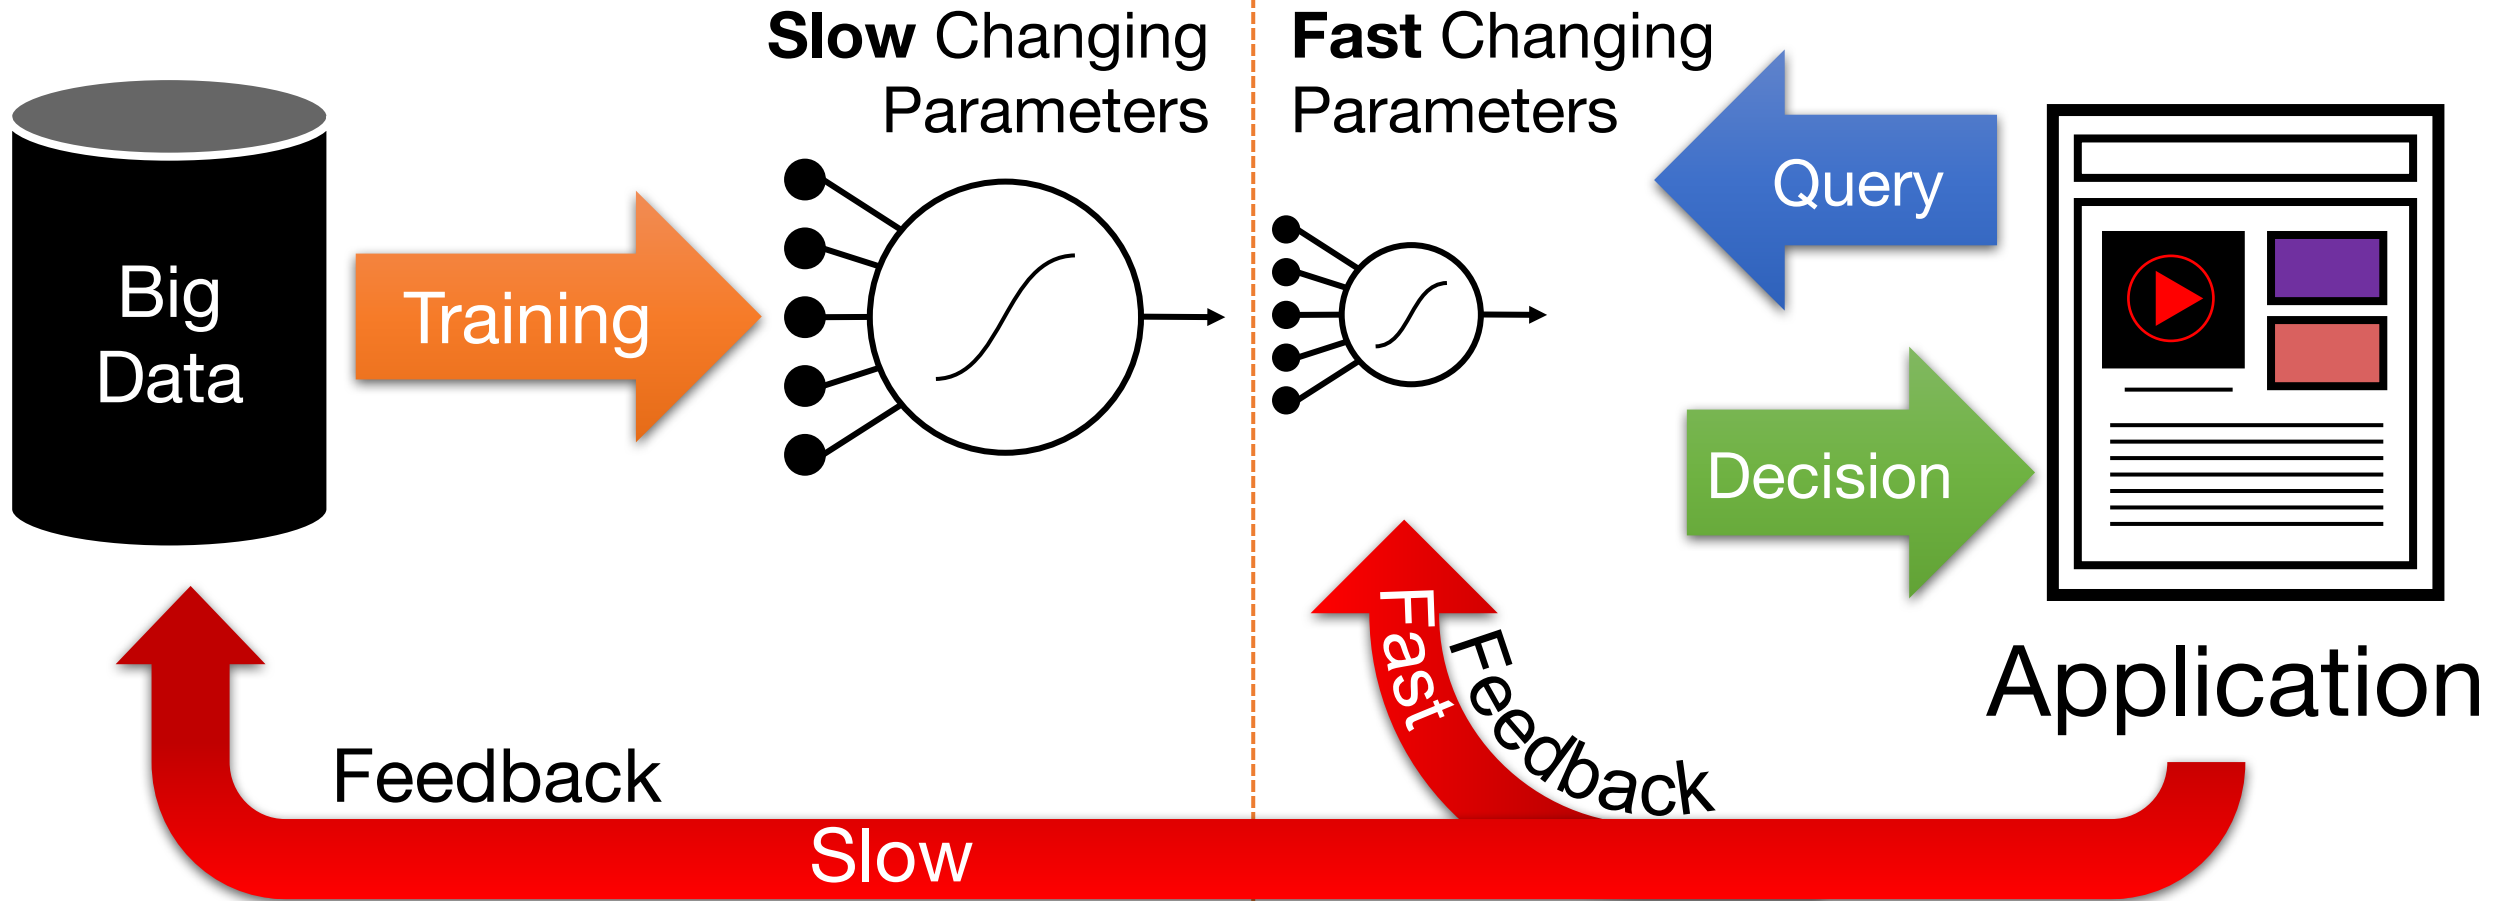 Slow Changing
Parameters
Fast Changing
Parameters
Big
Data
Training
Query
Decision
Application
Fast
Feedback
Feedback
Slow